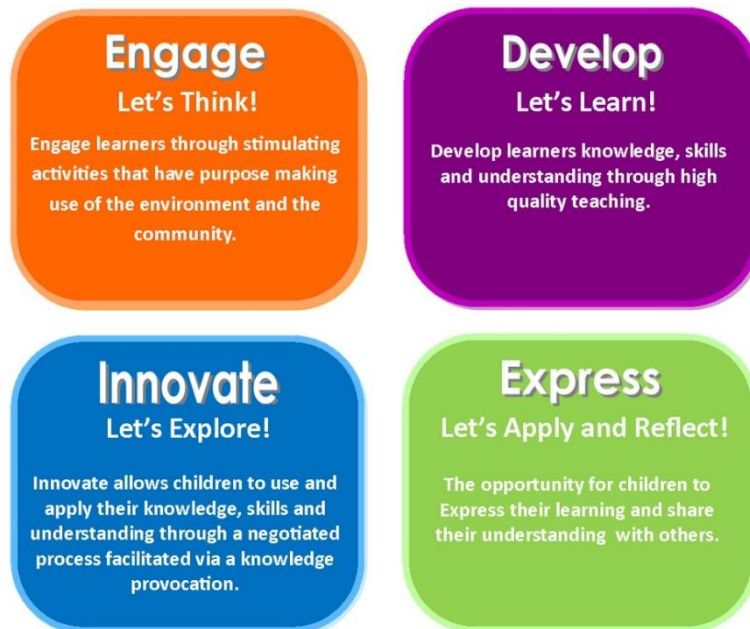 Engage
Let's Think!
Engage learners through stimulating
activities that have purpose making
use of the environment and the
community.
Develop
Let's Learn!
Develop learners knowledge, skills
and understanding through high
quality teaching.
Innovate
Let's Explore!
Innovate allows children to use and
apply their knowledge, skills and
understanding through a negotiated
process facilitated via a knowledge
provocation.
Express
Let's Apply and Reflect!
The opportunity for children to
Express their learning and share
their understanding with others.